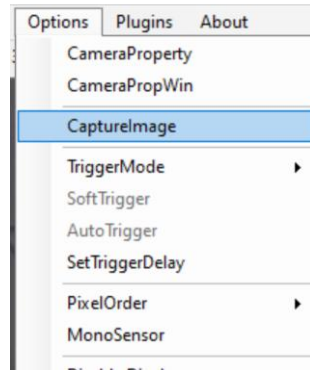 Options Plugins About
CameraProperty
CameraPropWin
CaptureImage
TriggerMode
SoftTrigger
AutoTrigger
SetTriggerDelay
PixelOrder
MonoSensor